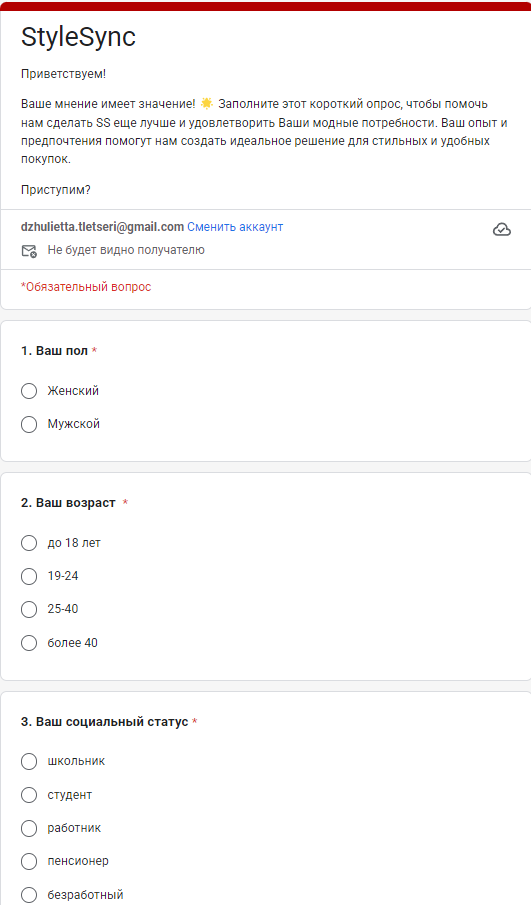 StyleSync
Приветствуем!
Ваше мнение имеет значение! 🌟 Заполните этот короткий опрос, чтобы помочь
нам сделать SS еще лучше и удовлетворить Ваши модные потребности. Ваш опыт и
предпочтения помогут нам создать идеальное решение для стильных и удобных
покупок.
Приступим?
dzhulietta.tletseri@gmail.com Сменить аккаунт
Не будет видно получателю
*Обязательный вопрос
1. Ваш пол *
Женский
Мужской
2. Ваш возраст *
до 18 лет
19-24
25-40
более 40
3. Ваш социальный статус *
школьник
студент
работник
пенсионер
безработный